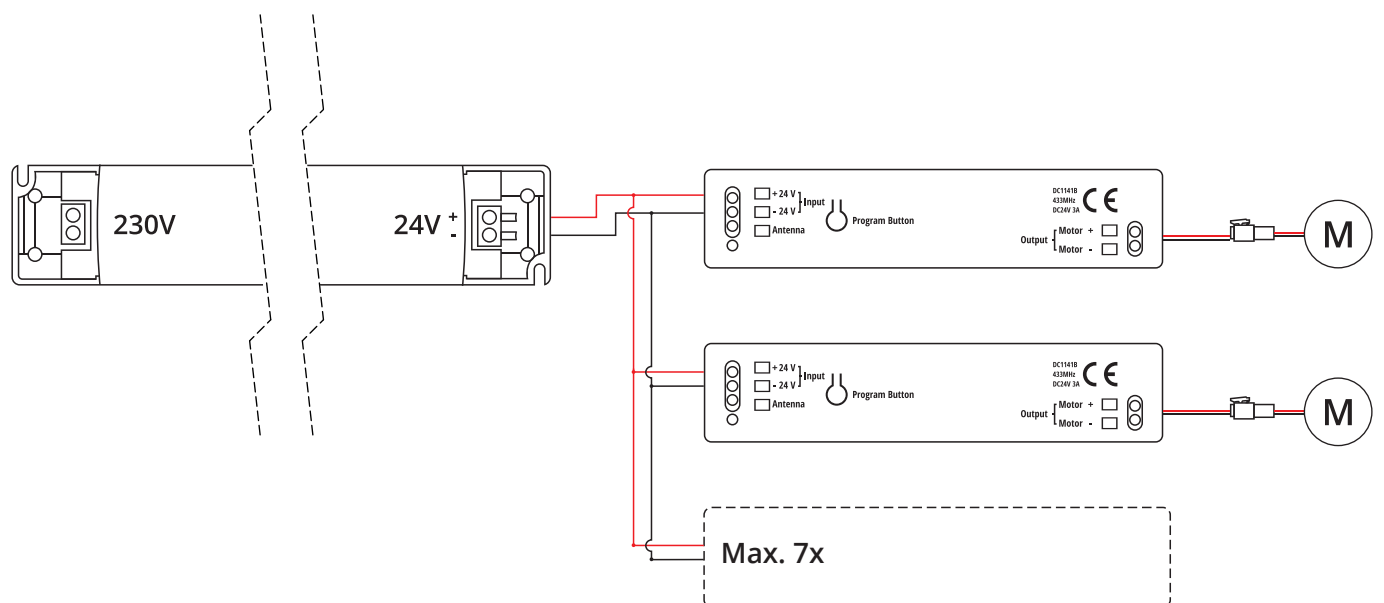 230V
24V + -
+ 24 V
- 24 V
Input
Antenna
Program Button
DC1141B
433MHz
DC24V 3A
CE
Output
Motor +
Motor -
M
+ 24 V
- 24 V
Input
Antenna
Program Button
DC1141B
433MHz
DC24V 3A
CE
Output
Motor +
Motor -
M
Max. 7x